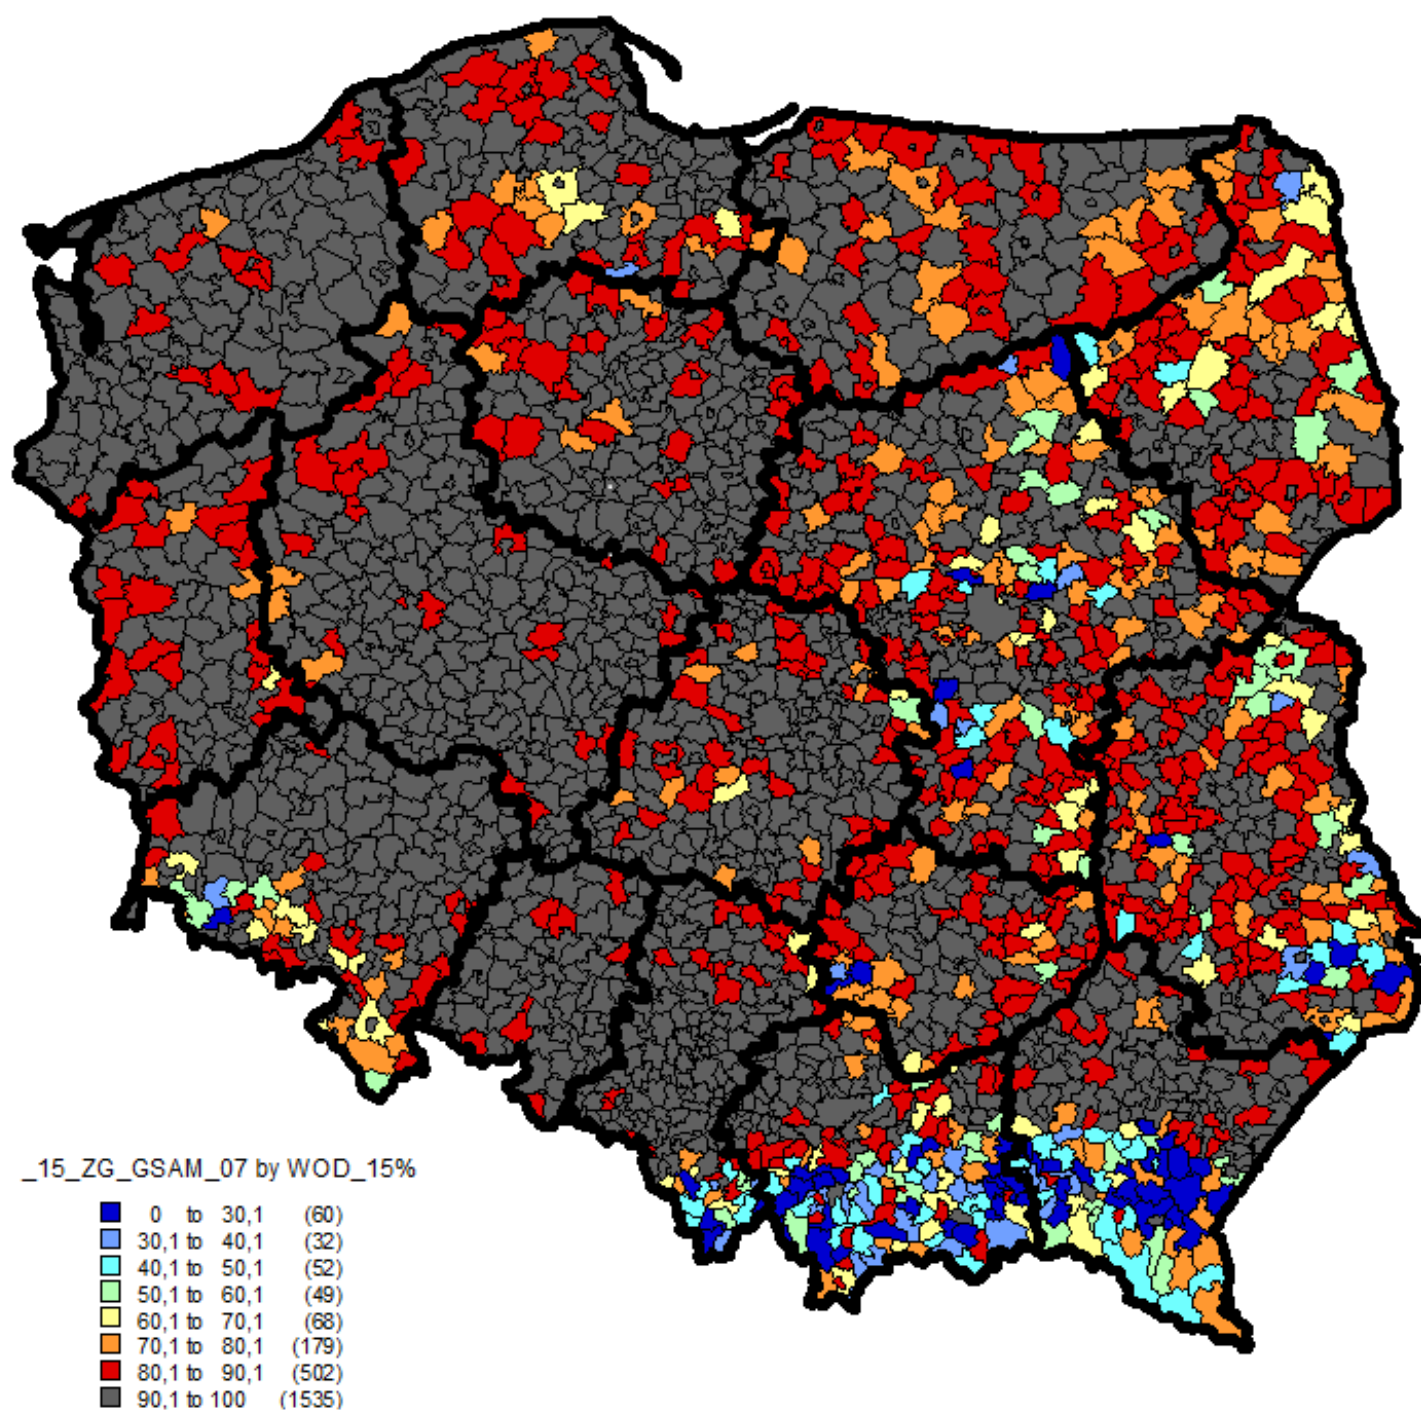 _15_ZG_GSAM_07 by WOD_15%
0 to 30,1 (60)
30,1 to 40,1 (32)
40,1 to 50,1 (52)
50,1 to 60,1 (49)
60,1 to 70,1 (68)
70,1 to 80,1 (179)
80,1 to 90,1 (502)
90,1 to 100 (1535)